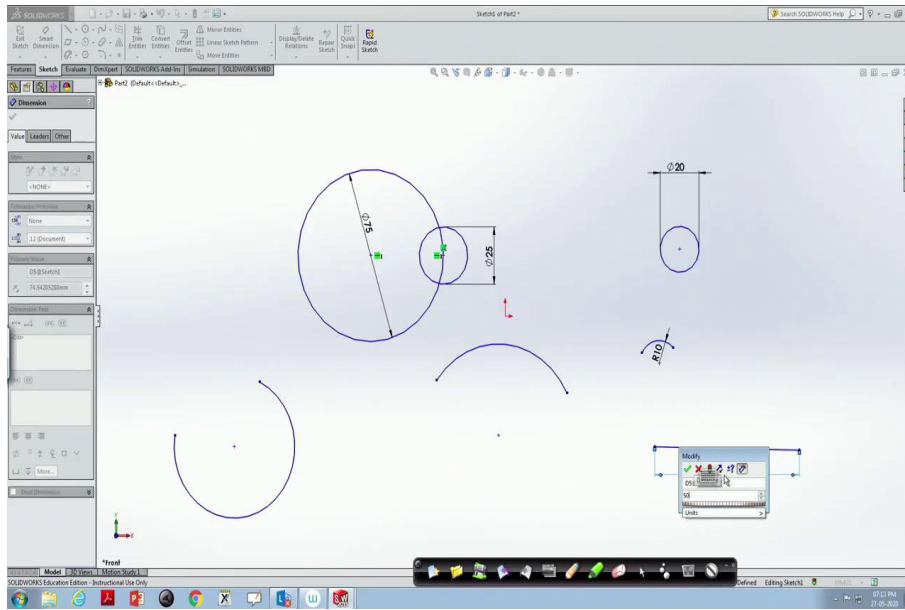 SOLIDWORKS
Sketch1 of Part2 *
Search SOLIDWORKS Help
Exit Sketch
Smart Dimension
Trim Entities
Convert Entities
Offset Entities
Mirror Entities
Linear Sketch Pattern
Move Entities
Display/Delete Relations
Repair Sketch
Quick Snaps
Rapid Sketch
Features Sketch Evaluate DimXpert SOLIDWORKS Add-Ins Simulation SOLIDWORKS MBD
Part2 (Default<<Default>_...
Dimension
Value Leaders Other
Style
<NONE>
Tolerance/Precision
None
.12 (Document)
Primary Value
D5@Sketch1
74.54205288mm
Dimension Text
<DIM>
More...
Dual Dimension
Ø75
Ø25
Ø20
R10
Modify
50
Units
Y
X
*Front
Model 3D Views Motion Study 1
SOLIDWORKS Education Edition - Instructional Use Only
Defined Editing Sketch1
07:13 PM
27-05-2020